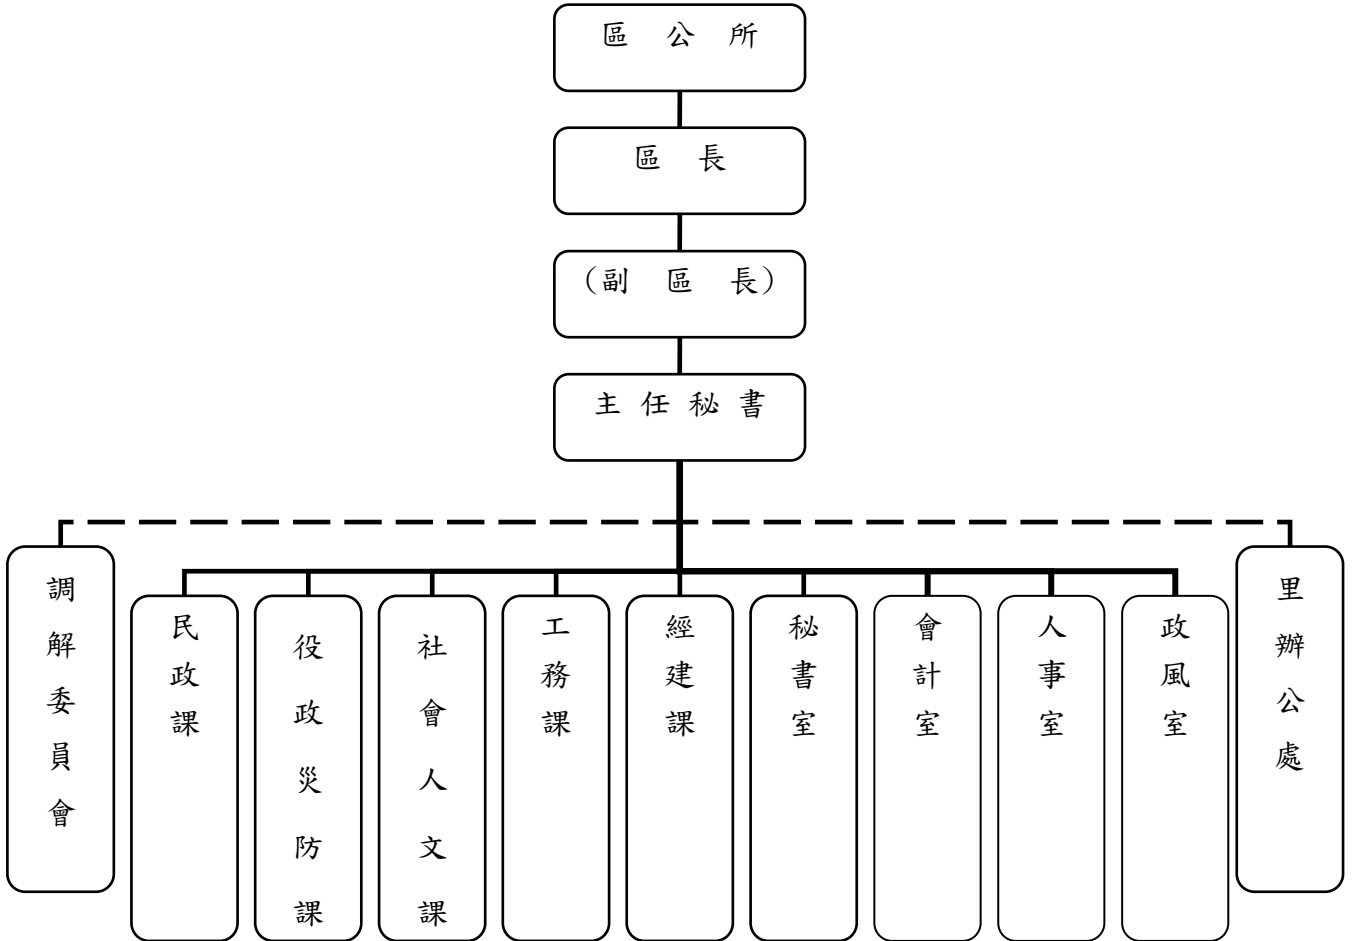 區公所
區長
（副區長）
主任秘書
調解委員會
民政課
役政災防課
社會人文課
工務課
經建課
秘書室
會計室
人事室
政風室
里辦公處